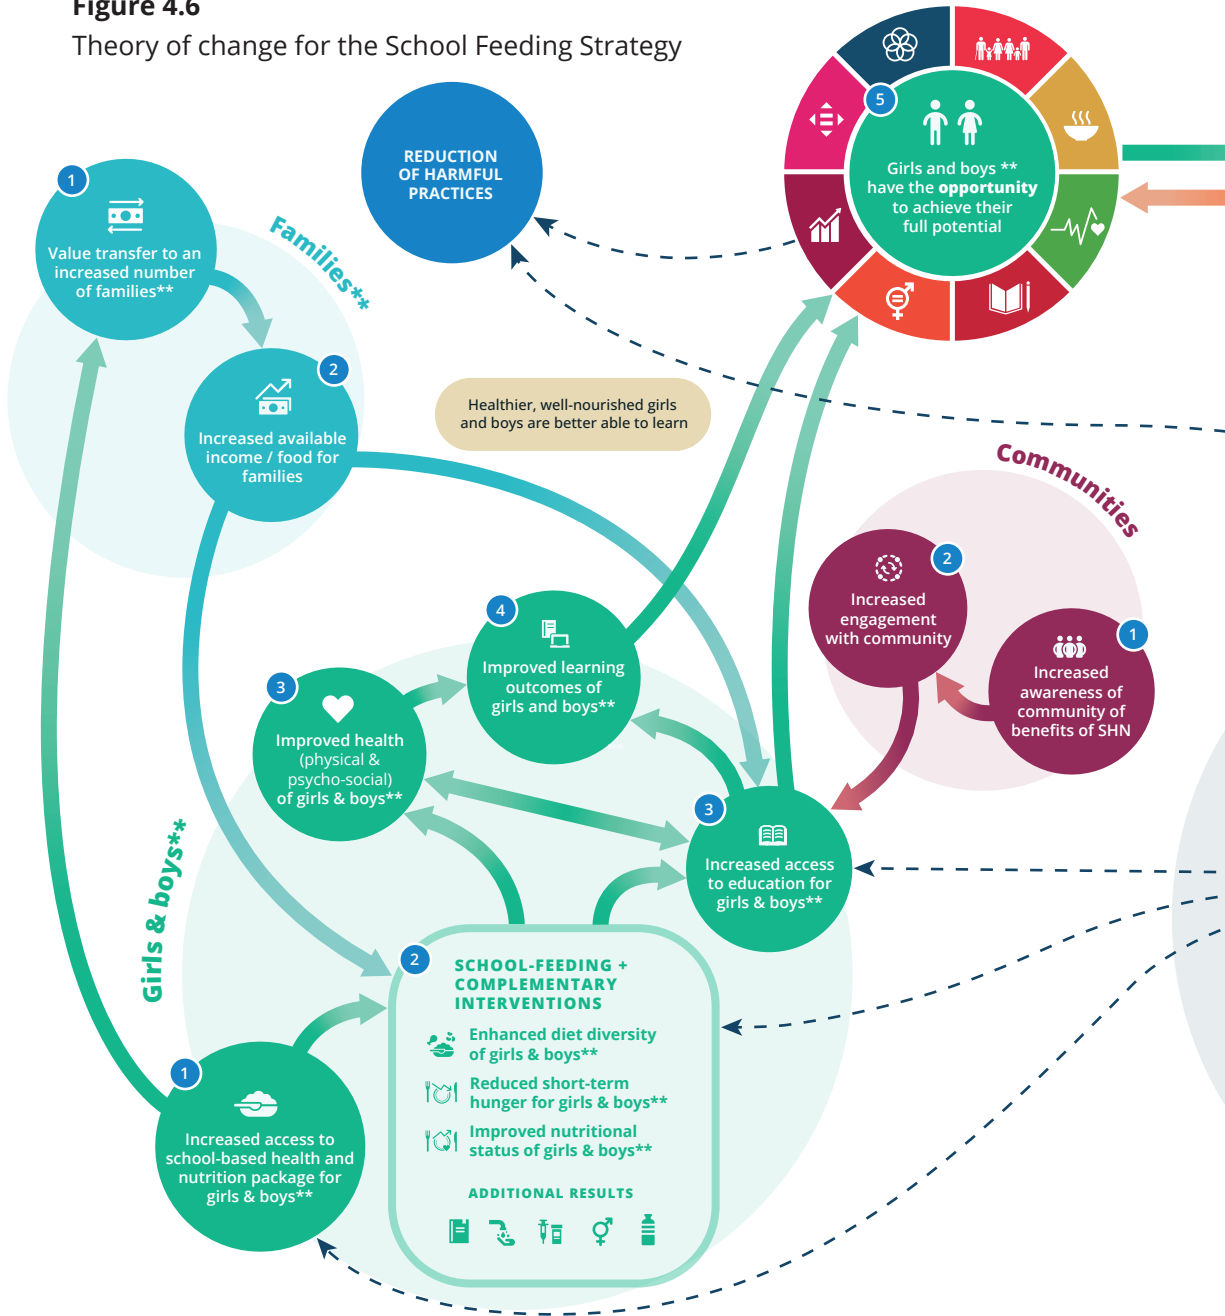 Figure 4.6
Theory of change for the School Feeding Strategy
5
Girls and boys **
have the opportunity
to achieve their
full potential
REDUCTION
OF HARMFUL
PRACTICES
Families**
1
Value transfer to an
increased number
of families**
2
Increased available
income / food for
families
Healthier, well-nourished girls
and boys are better able to learn
Communities
2
Increased
engagement
with community
1
Increased
awareness of
community of
benefits of SHN
Girls & boys**
4
Improved learning
outcomes of
girls and boys**
3
Improved health
(physical &
psycho-social)
of girls & boys**
3
Increased access
to education for
girls & boys**
2
SCHOOL-FEEDING +
COMPLEMENTARY
INTERVENTIONS
Enhanced diet diversity
of girls & boys**
Reduced short-term
hunger for girls & boys**
Improved nutritional
status of girls & boys**
ADDITIONAL RESULTS
1
Increased access to
school-based health and
nutrition package for
girls & boys**